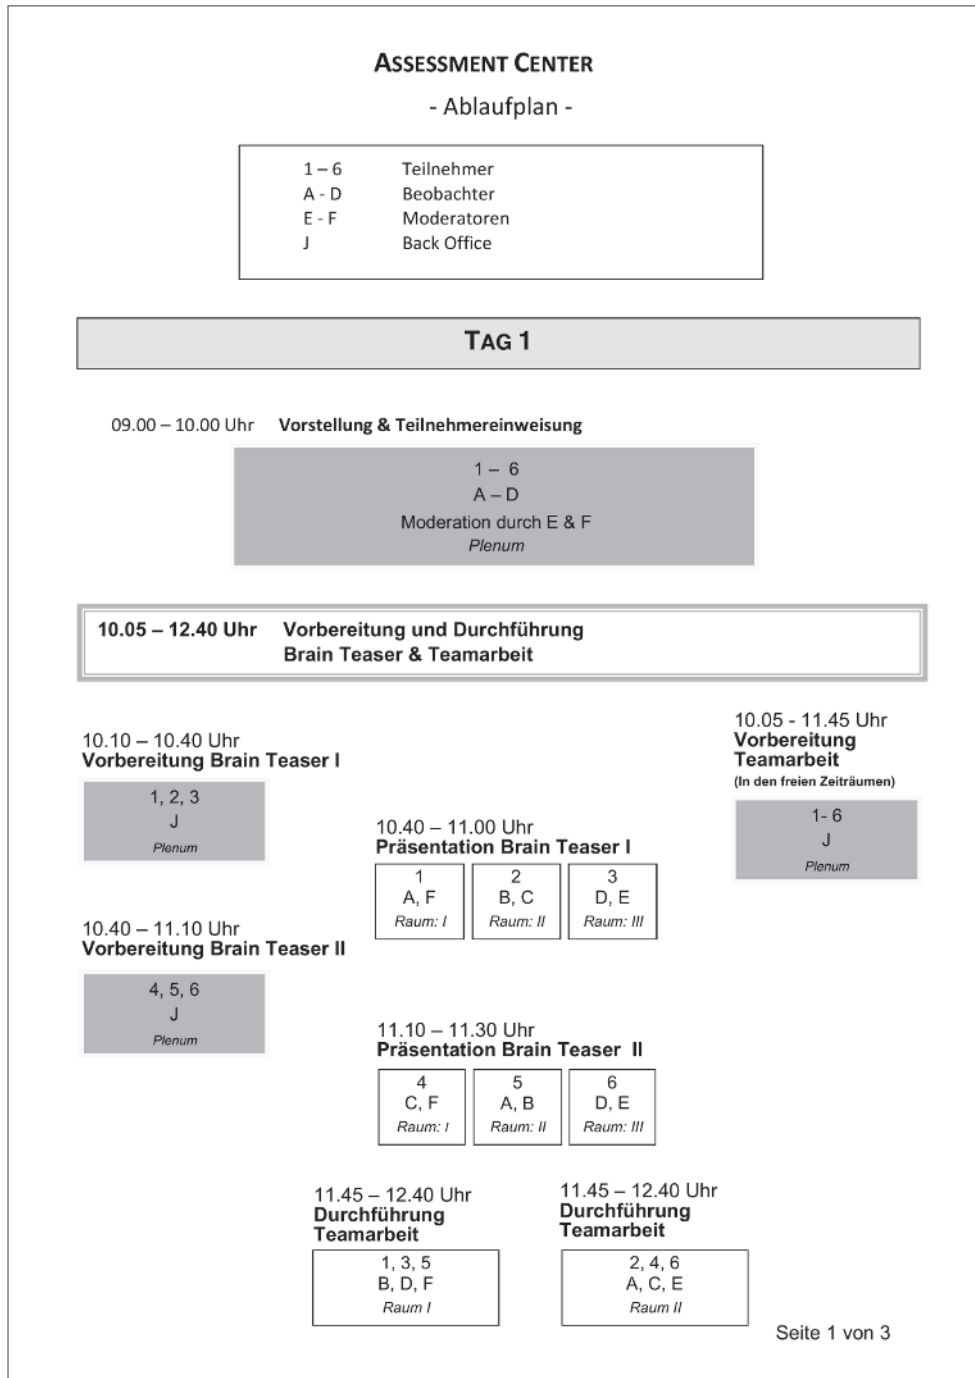 ASSESSMENT CENTER
- Ablaufplan -
1 – 6 Teilnehmer
A - D Beobachter
E - F Moderatoren
J Back Office
TAG 1
09.00 – 10.00 Uhr Vorstellung & Teilnehmereinweisung
1 – 6
A – D
Moderation durch E & F
Plenum
10.05 – 12.40 Uhr Vorbereitung und Durchführung
Brain Teaser & Teamarbeit
10.05 - 11.45 Uhr
Vorbereitung
Teamarbeit
(In den freien Zeiträumen)
1- 6
J
Plenum
10.10 – 10.40 Uhr
Vorbereitung Brain Teaser I
1, 2, 3
J
Plenum
10.40 – 11.00 Uhr
Präsentation Brain Teaser I
1 2 3
A, F B, C D, E
Raum: I Raum: II Raum: III
10.40 – 11.10 Uhr
Vorbereitung Brain Teaser II
4, 5, 6
J
Plenum
11.10 – 11.30 Uhr
Präsentation Brain Teaser II
4 5 6
C, F A, B D, E
Raum: I Raum: II Raum: III
11.45 – 12.40 Uhr
Durchführung
Teamarbeit
1, 3, 5
B, D, F
Raum I
11.45 – 12.40 Uhr
Durchführung
Teamarbeit
2, 4, 6
A, C, E
Raum II
Seite 1 von 3